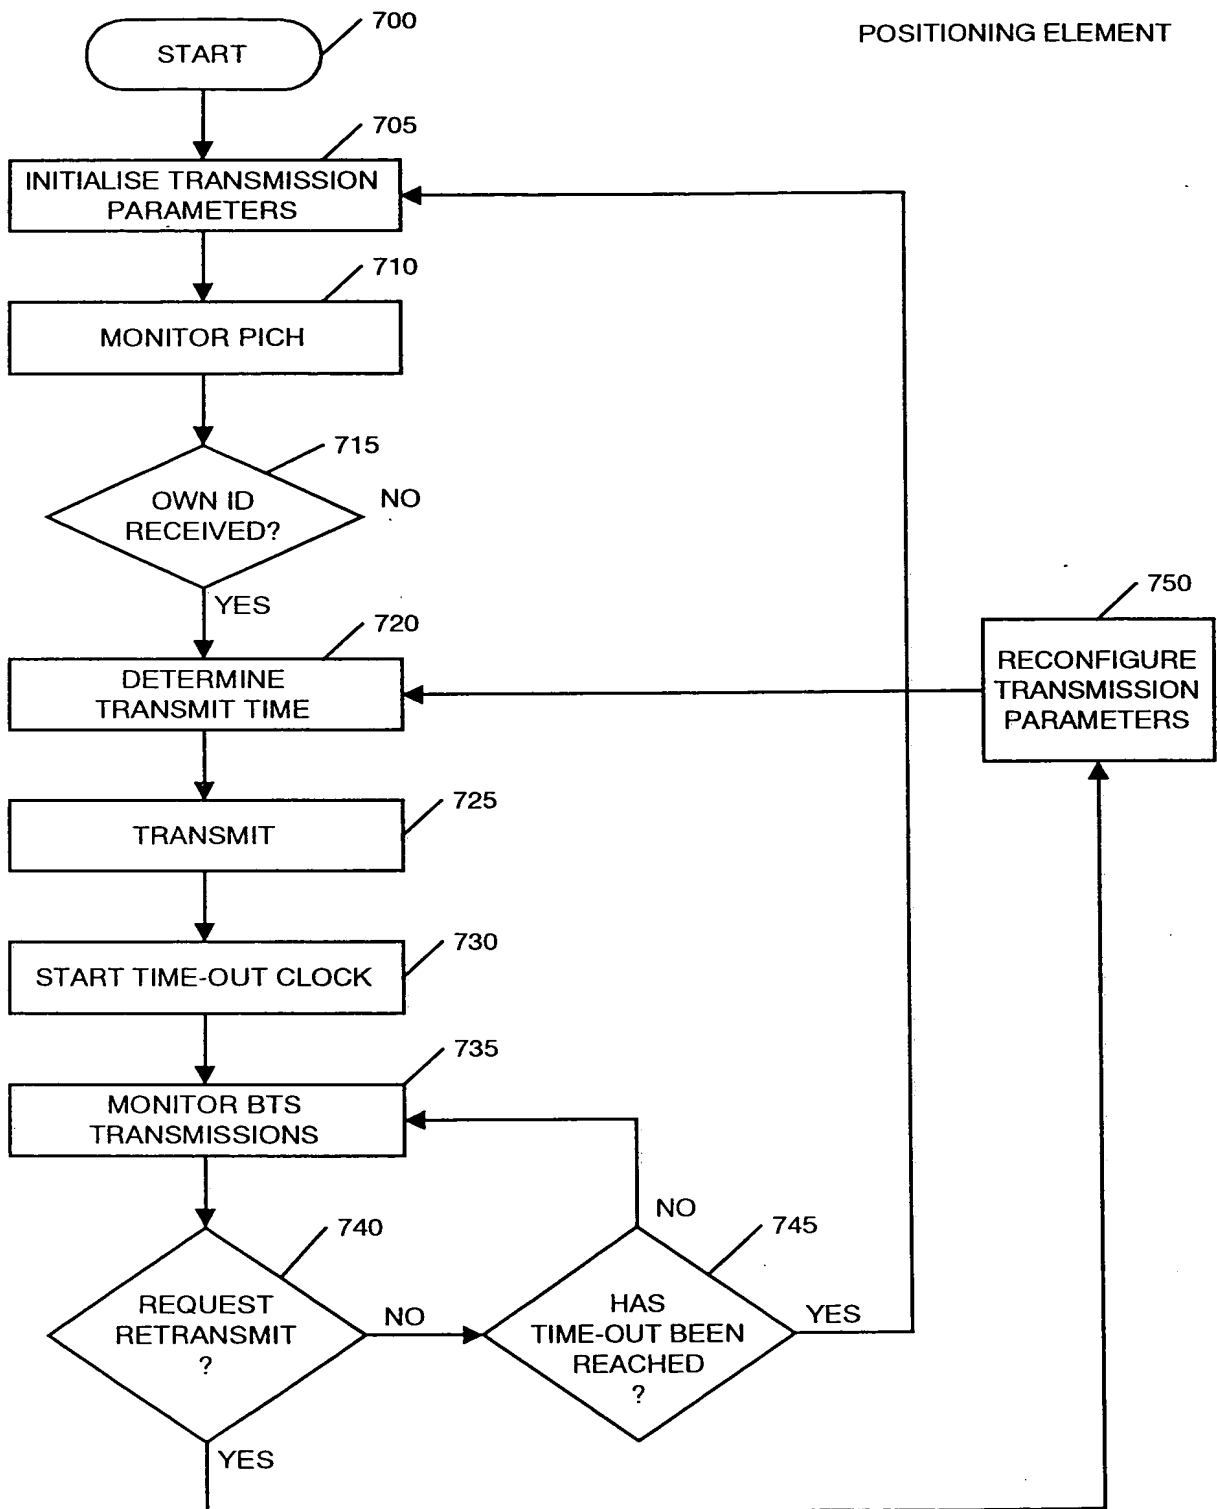 POSITIONING ELEMENT
700
START
705
INITIALISE TRANSMISSION
PARAMETERS
710
MONITOR PICH
715
OWN ID
RECEIVED?
NO
YES
720
DETERMINE
TRANSMIT TIME
750
RECONFIGURE
TRANSMISSION
PARAMETERS
725
TRANSMIT
730
START TIME-OUT CLOCK
735
MONITOR BTS
TRANSMISSIONS
740
REQUEST
RETRANSMIT
?
NO
YES
745
HAS
TIME-OUT BEEN
REACHED
?
NO
YES